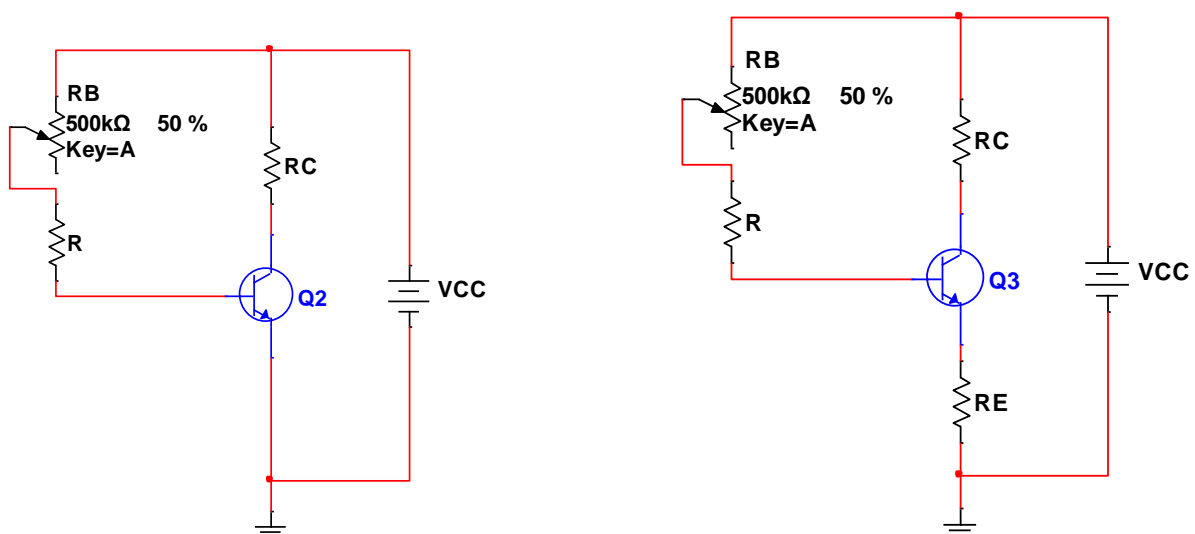 RB
500kΩ 50 %
Key=A
RC
R
Q2
VCC
RB
500kΩ 50 %
Key=A
RC
R
Q3
VCC
RE